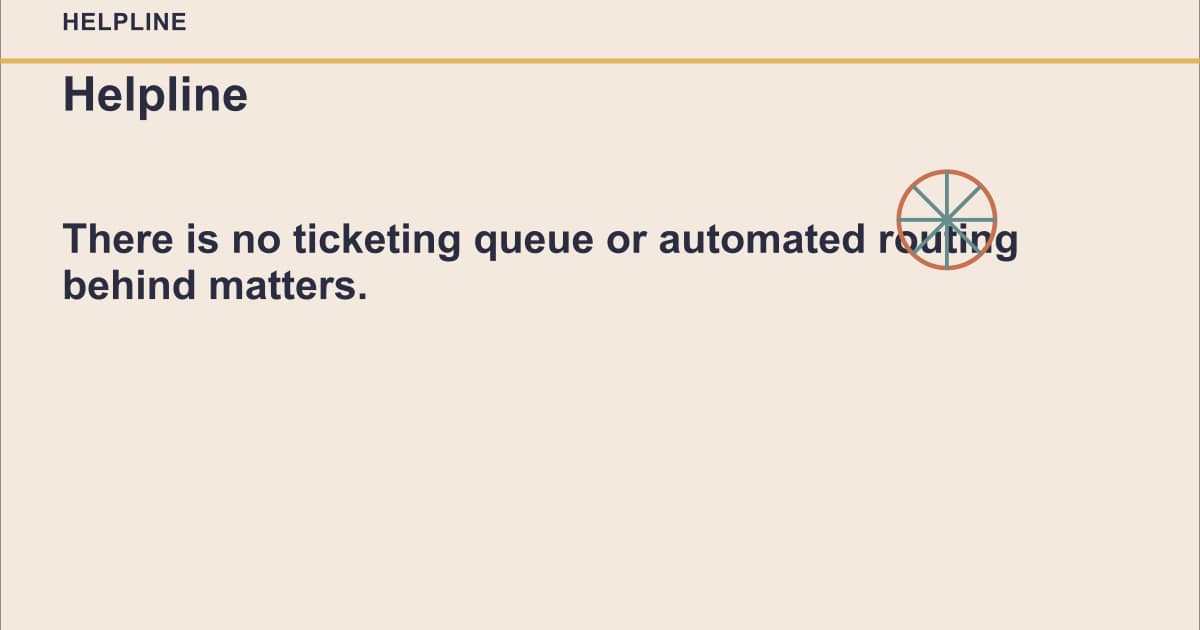 HELPLINE
Helpline
There is no ticketing queue or automated routing
behind matters.